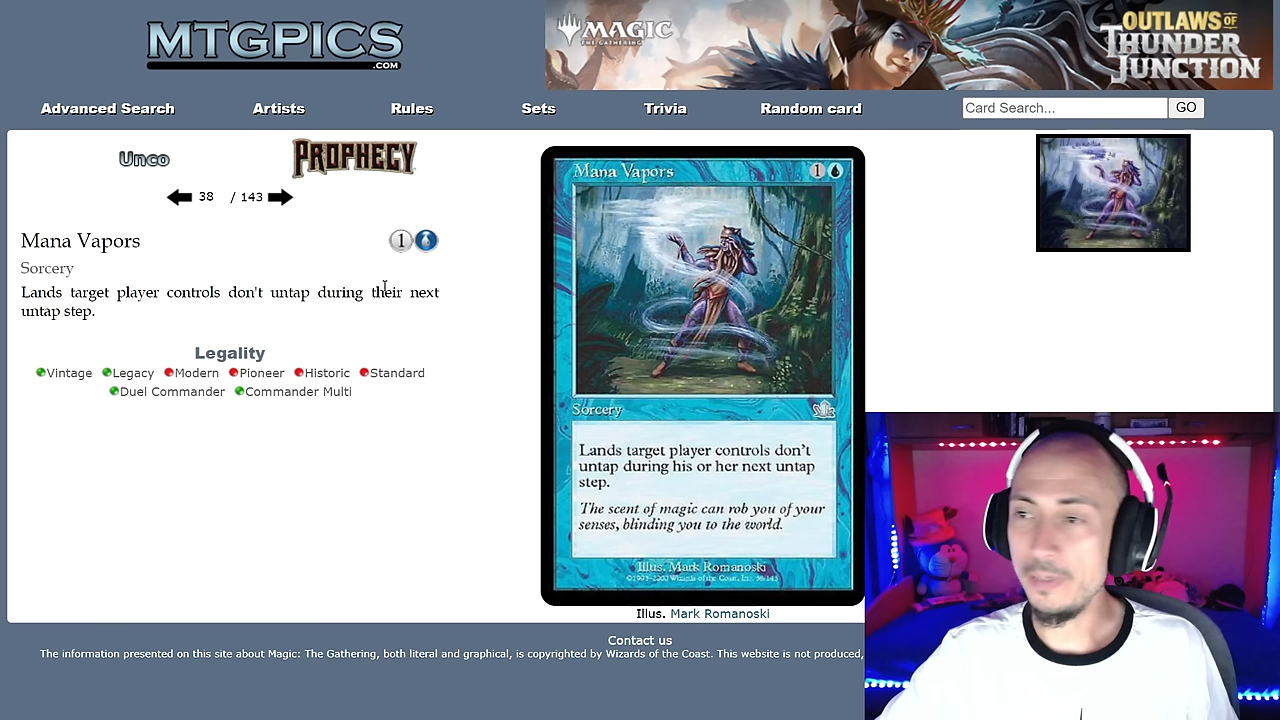 MTGPICS
.COM
MAGIC
THE GATHERING
OUTLAWS OF
THUNDER
JUNCTION
Advanced Search Artists Rules Sets Trivia Random card Card Search... GO
Unco PROPHECY
38 / 143
Mana Vapors 1
Sorcery
Lands target player controls don't untap during their next
untap step.
Legality
Vintage Legacy Modern Pioneer Historic Standard
Duel Commander Commander Multi
Mana Vapors 1
Sorcery
Lands target player controls don't
untap during his or her next untap
step.
The scent of magic can rob you of your
senses, blinding you to the world.
Illus. Mark Romanoski
Illus. Mark Romanoski
Contact us
The information presented on this site about Magic: The Gathering, both literal and graphical, is copyrighted by Wizards of the Coast. This website is not produced,